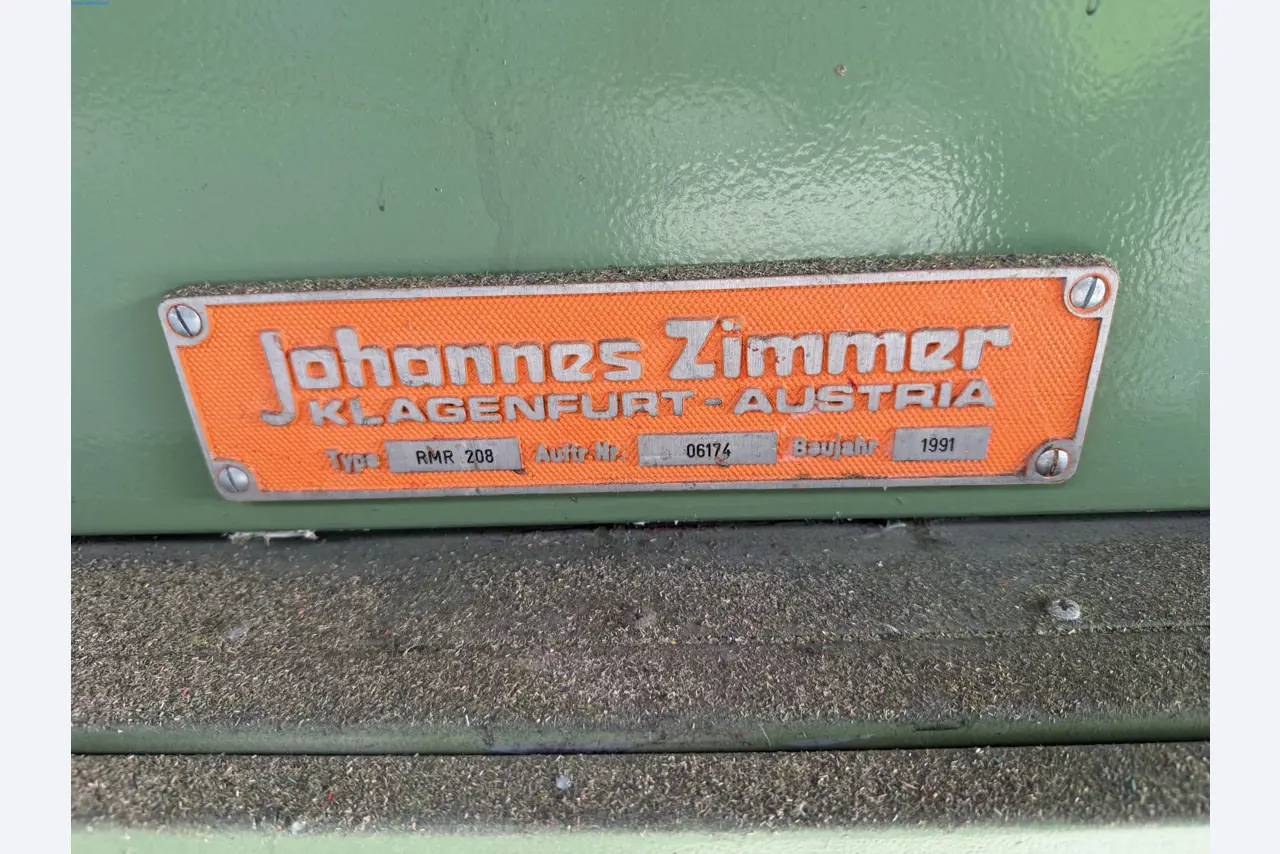 Johannes Zimmer
KLAGENFURT-AUSTRIA
Type RMR 208 Auftr. Nr. 06174 Baujahr 1991